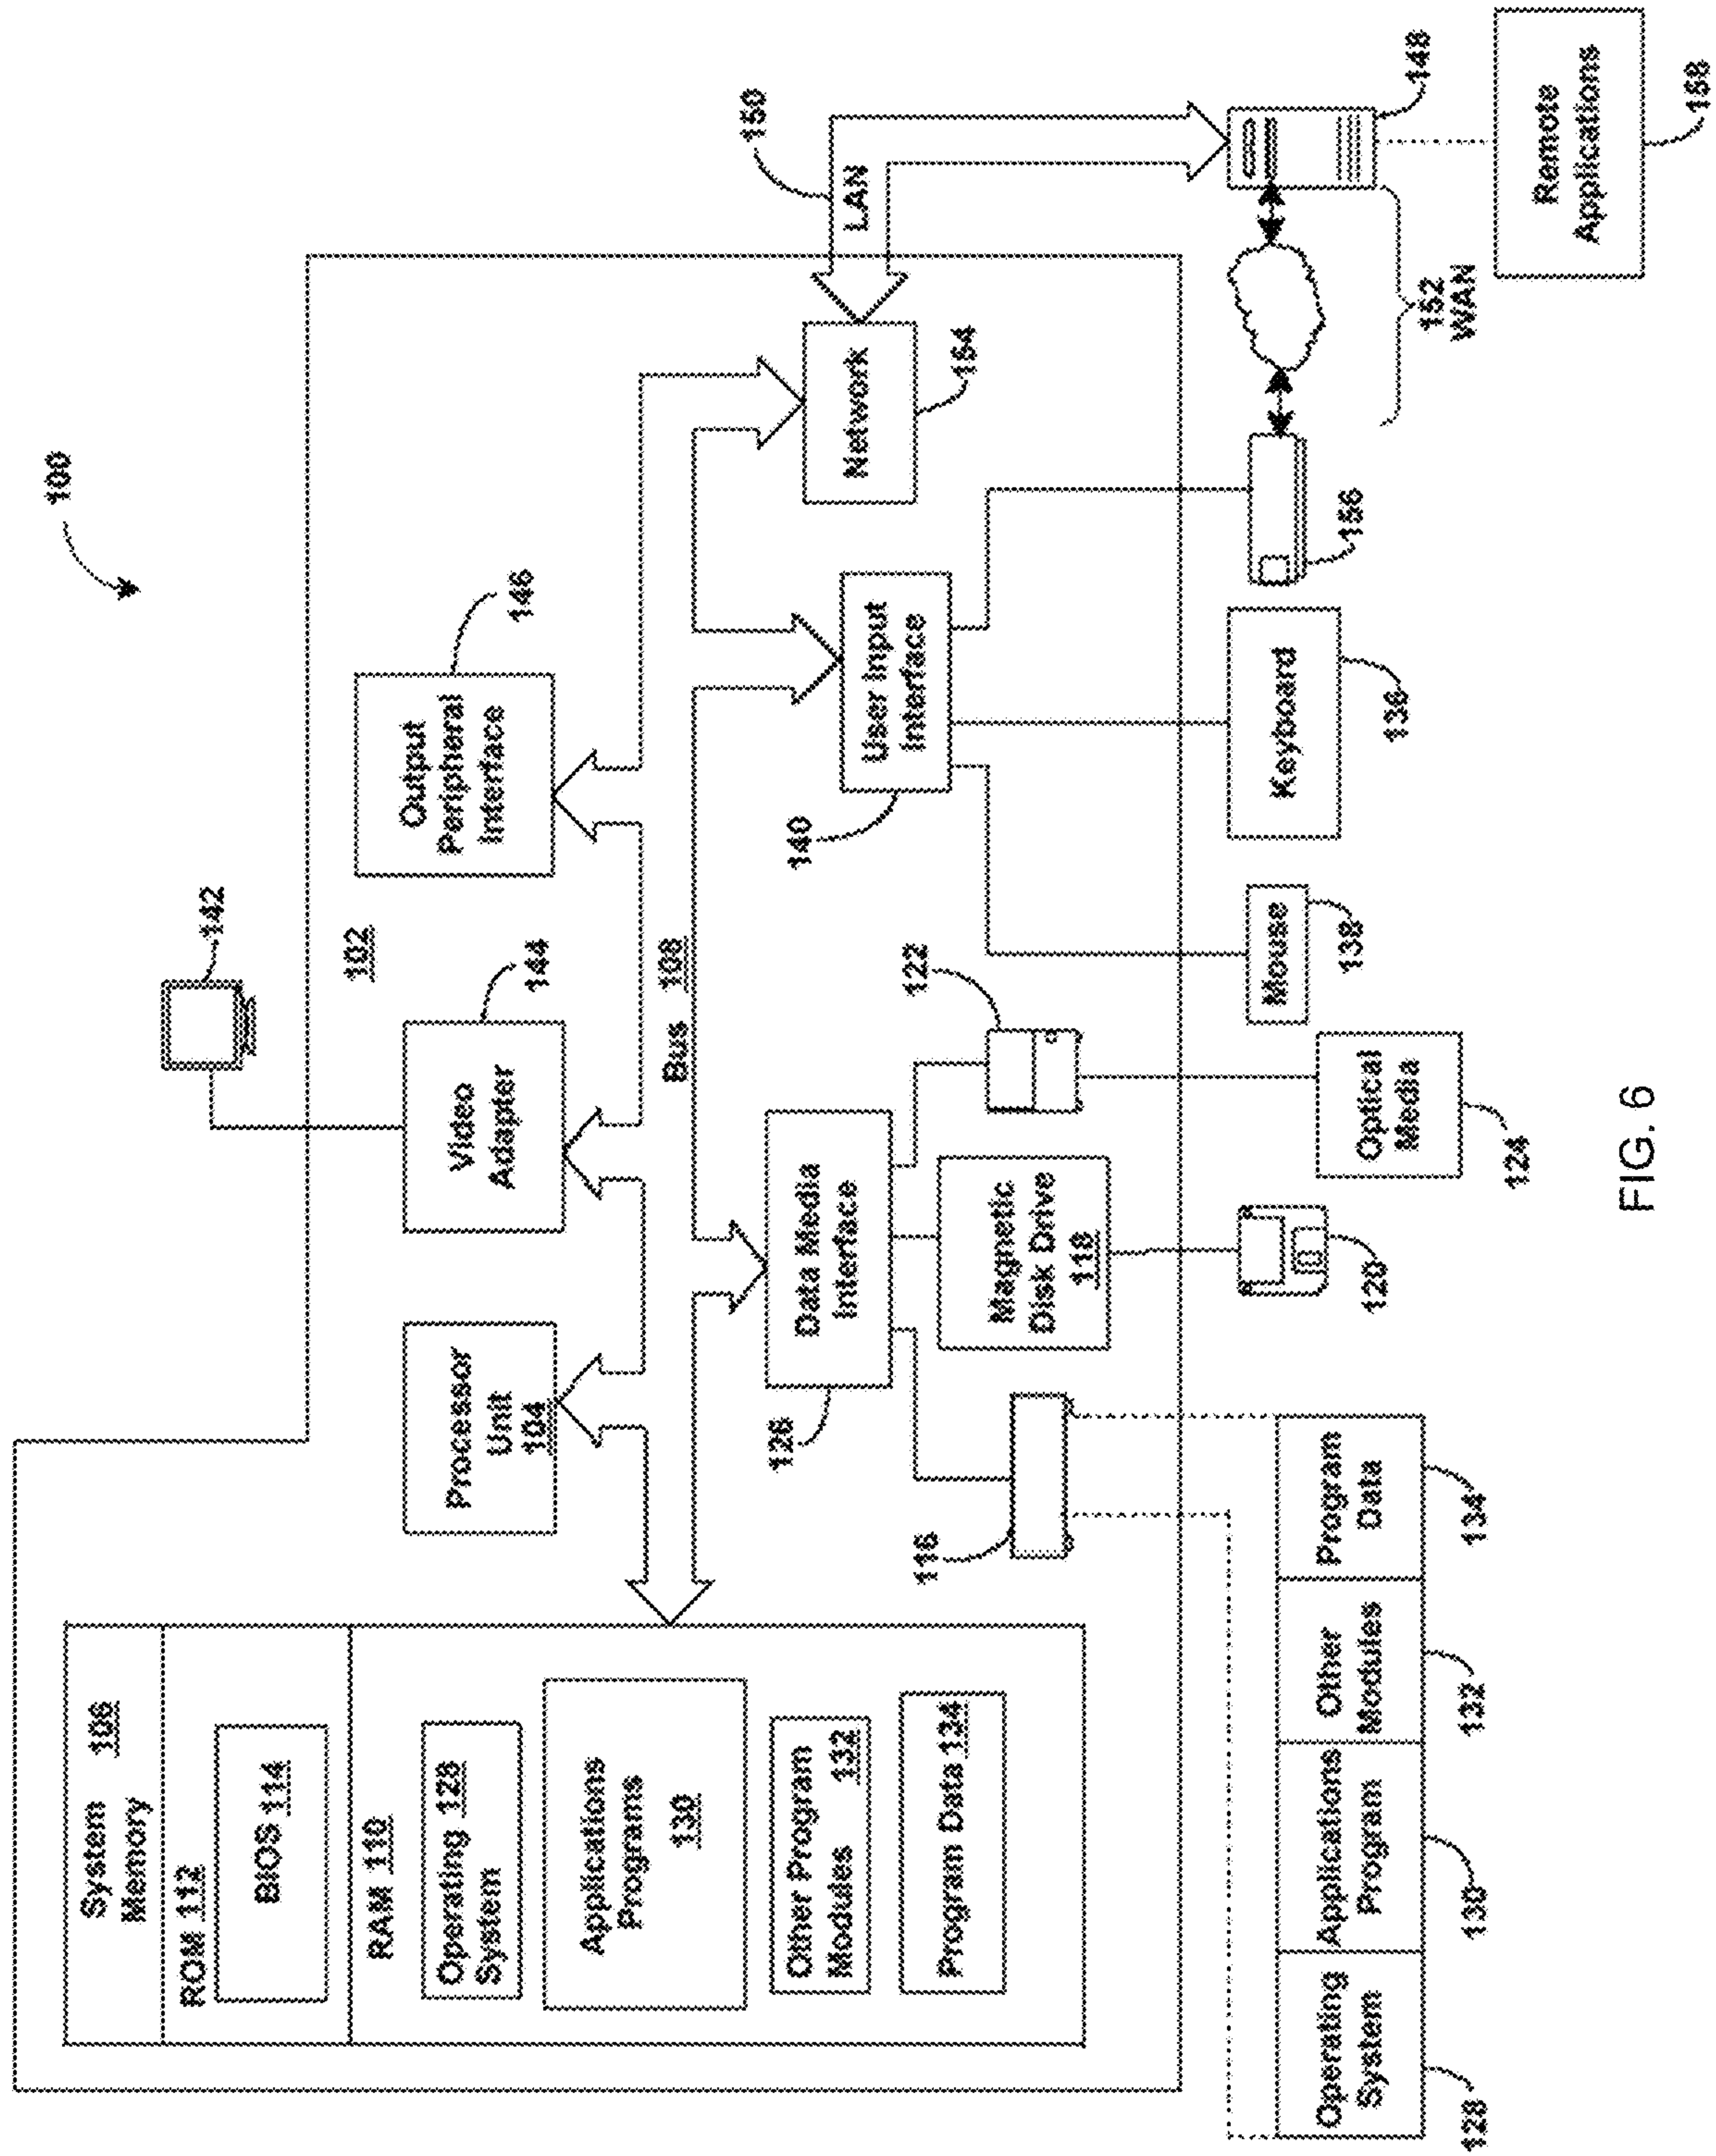 100
142
System 106
Memory
ROM 112
BIOS 114
RAM 110
Operating 128
System
Applications
Programs
130
Other Program
Modules 132
Program Data 134
102
Processor
Unit
104
Video
Adapter
144
Output
Peripheral
Interface
146
Bus 108
150
LAN
Data Media
Interface
126
User Input
Interface
140
Network
154
116
Magnetic
Disk Drive
118
122
120
Optical
Media
124
Mouse
138
Keyboard
136
156
152
WAN
148
Operating
System
128
Applications
Program
130
Other
Modules
132
Program
Data
134
Remote
Applications
158
FIG. 6